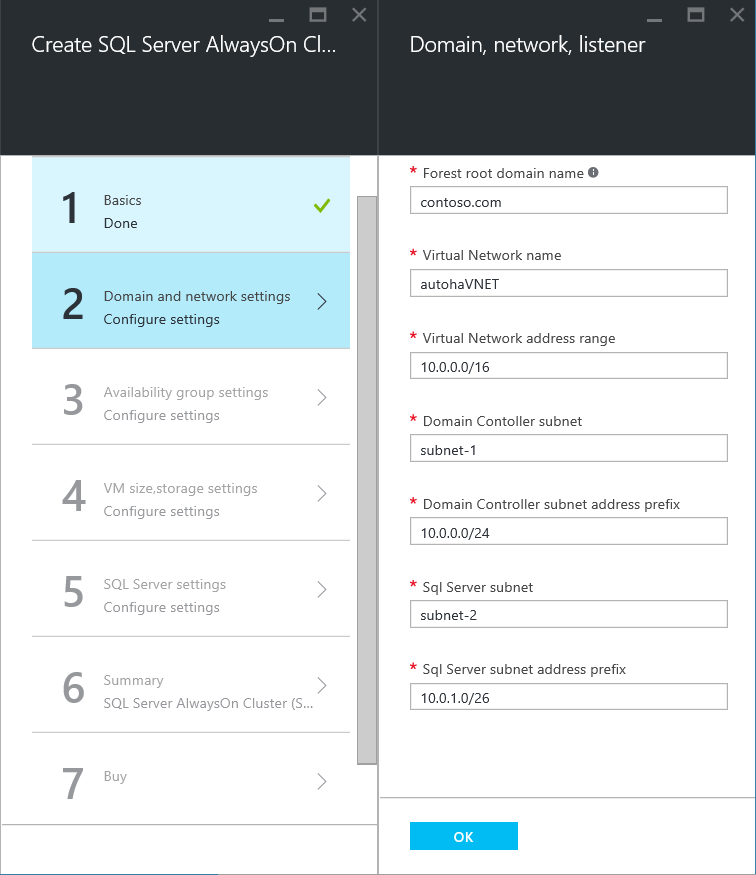 Create SQL Server AlwaysOn Cl...
1
Basics
Done
2
Domain and network settings
Configure settings
3
Availability group settings
Configure settings
4
VM size,storage settings
Configure settings
5
SQL Server settings
Configure settings
6
Summary
SQL Server AlwaysOn Cluster (S...
7
Buy
Domain, network, listener
* Forest root domain name
contoso.com
* Virtual Network name
autohaVNET
* Virtual Network address range
10.0.0.0/16
* Domain Contoller subnet
subnet-1
* Domain Controller subnet address prefix
10.0.0.0/24
* Sql Server subnet
subnet-2
* Sql Server subnet address prefix
10.0.1.0/26
OK